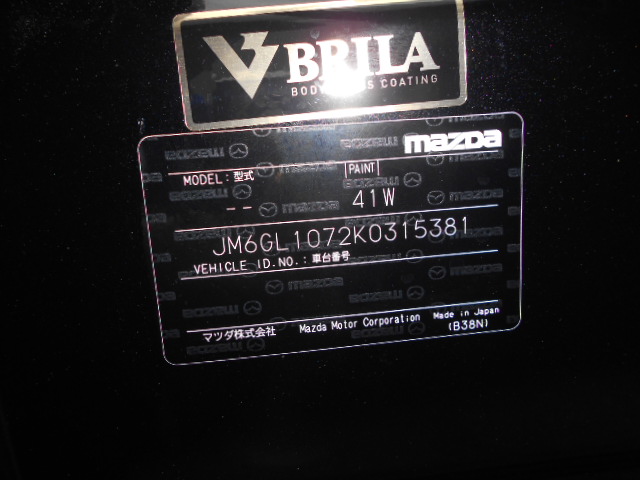 BRILA
BODY GLASS COATING
mazda
MODEL : 型式
PAINT
-- 41W
JM6GL1072K0315381
VEHICLE ID.NO.: 車台番号
マツダ株式会社 Mazda Motor Corporation Made in Japan
(B38N)